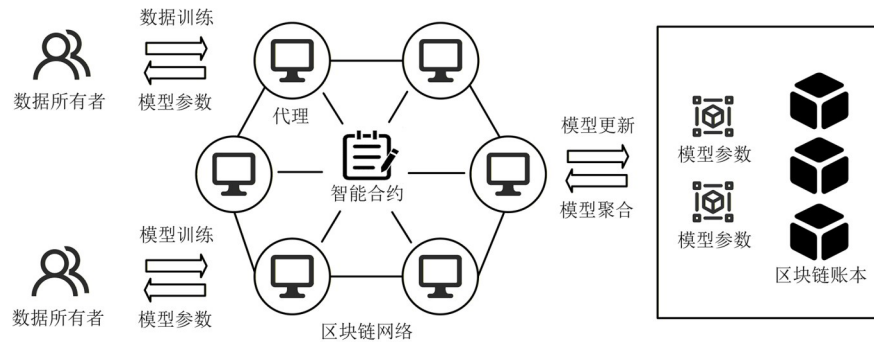 数据训练
数据所有者
模型参数
代理
智能合约
模型训练
数据所有者
模型参数
区块链网络
模型更新
模型聚合
模型参数
模型参数
区块链账本